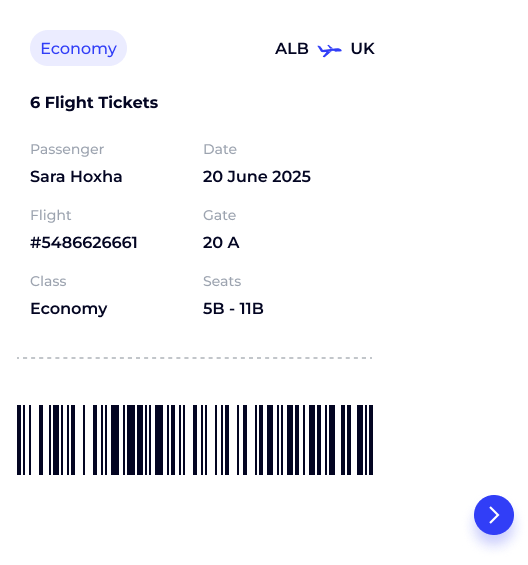 Economy
ALB UK
6 Flight Tickets
Passenger Date
Sara Hoxha 20 June 2025
Flight Gate
#5486626661 20 A
Class Seats
Economy 5B - 11B